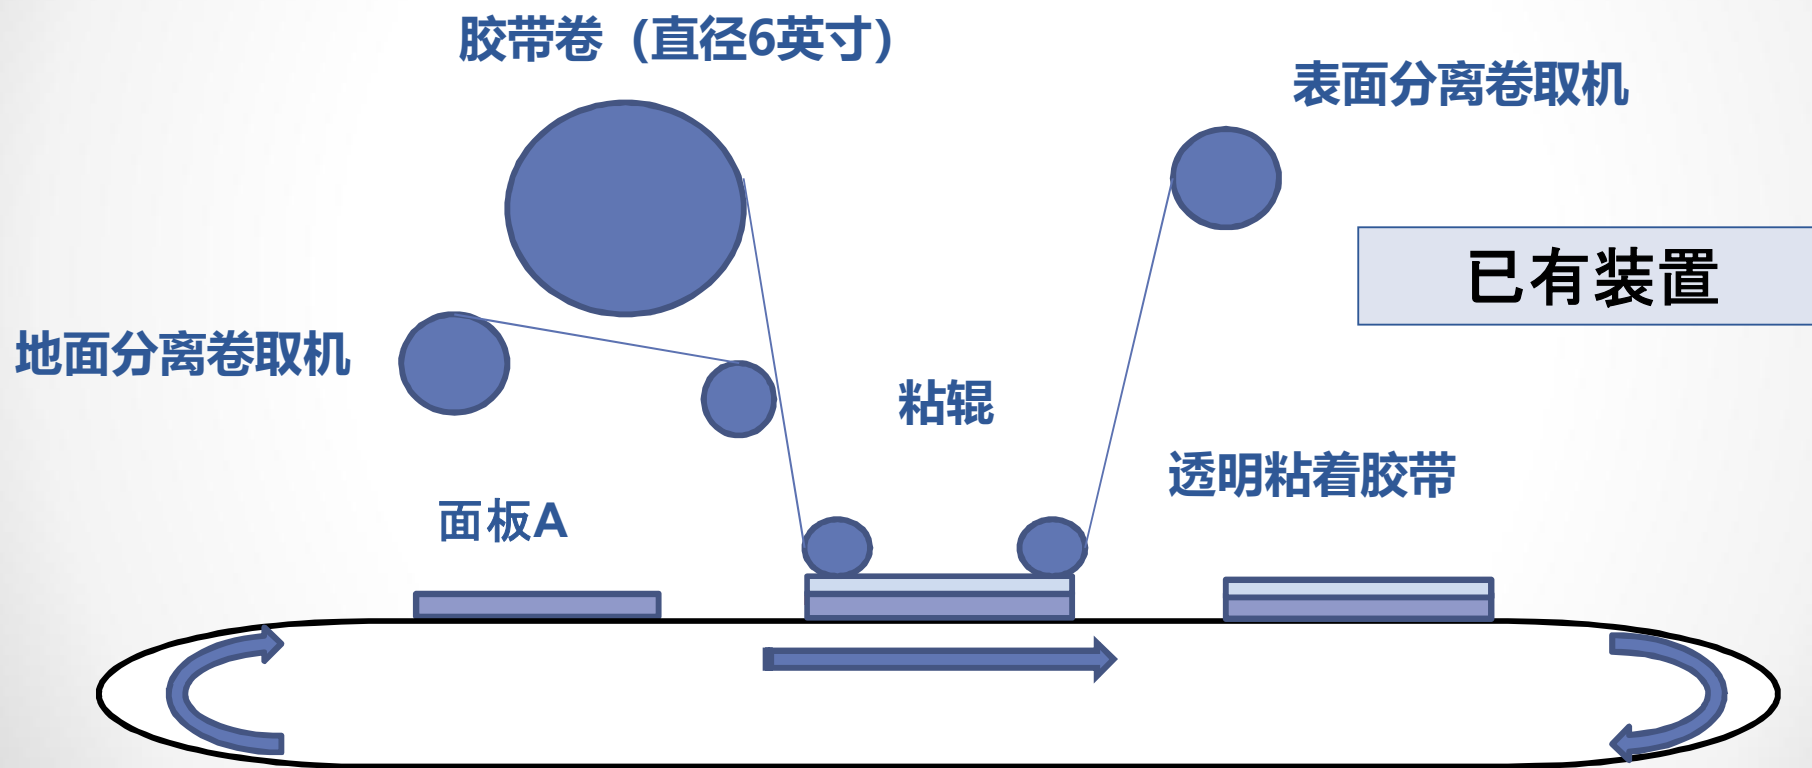 胶带卷（直径6英寸）
表面分离卷取机
已有装置
地面分离卷取机
粘辊
透明粘着胶带
面板A